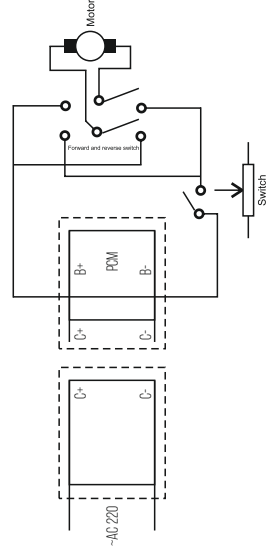 Motor
Forward and reverse switch
Switch
B+
PCM
B-
C+
C-
C+
C-
~AC 220